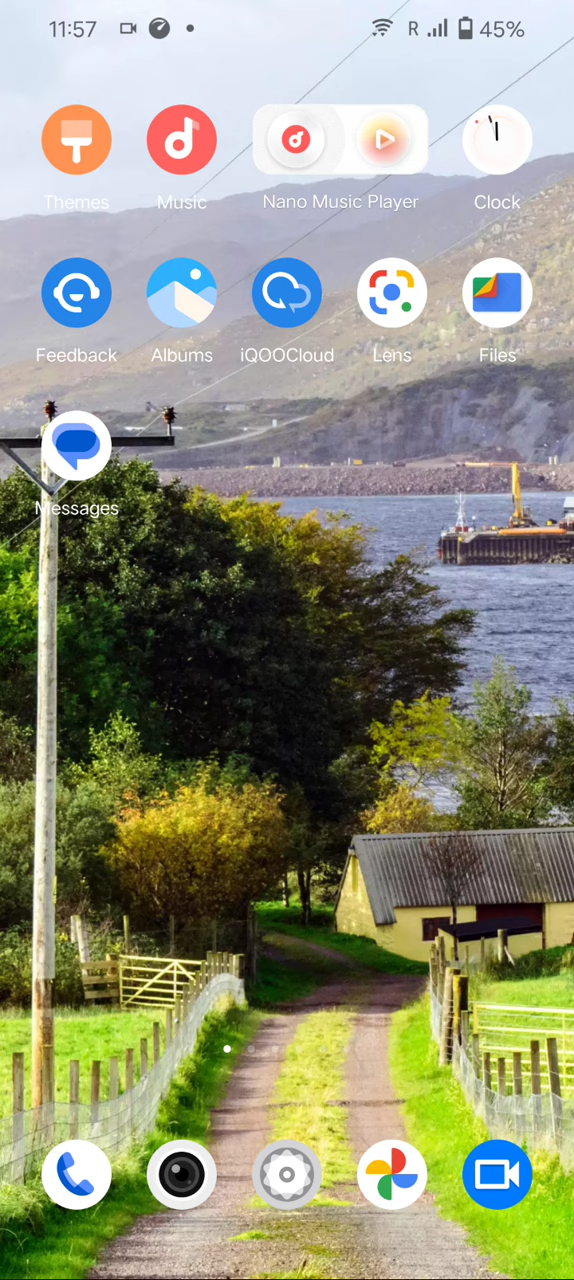 11:57 R 45%
Themes Music Nano Music Player Clock
Feedback Albums iQOOCloud Lens Files
Messages